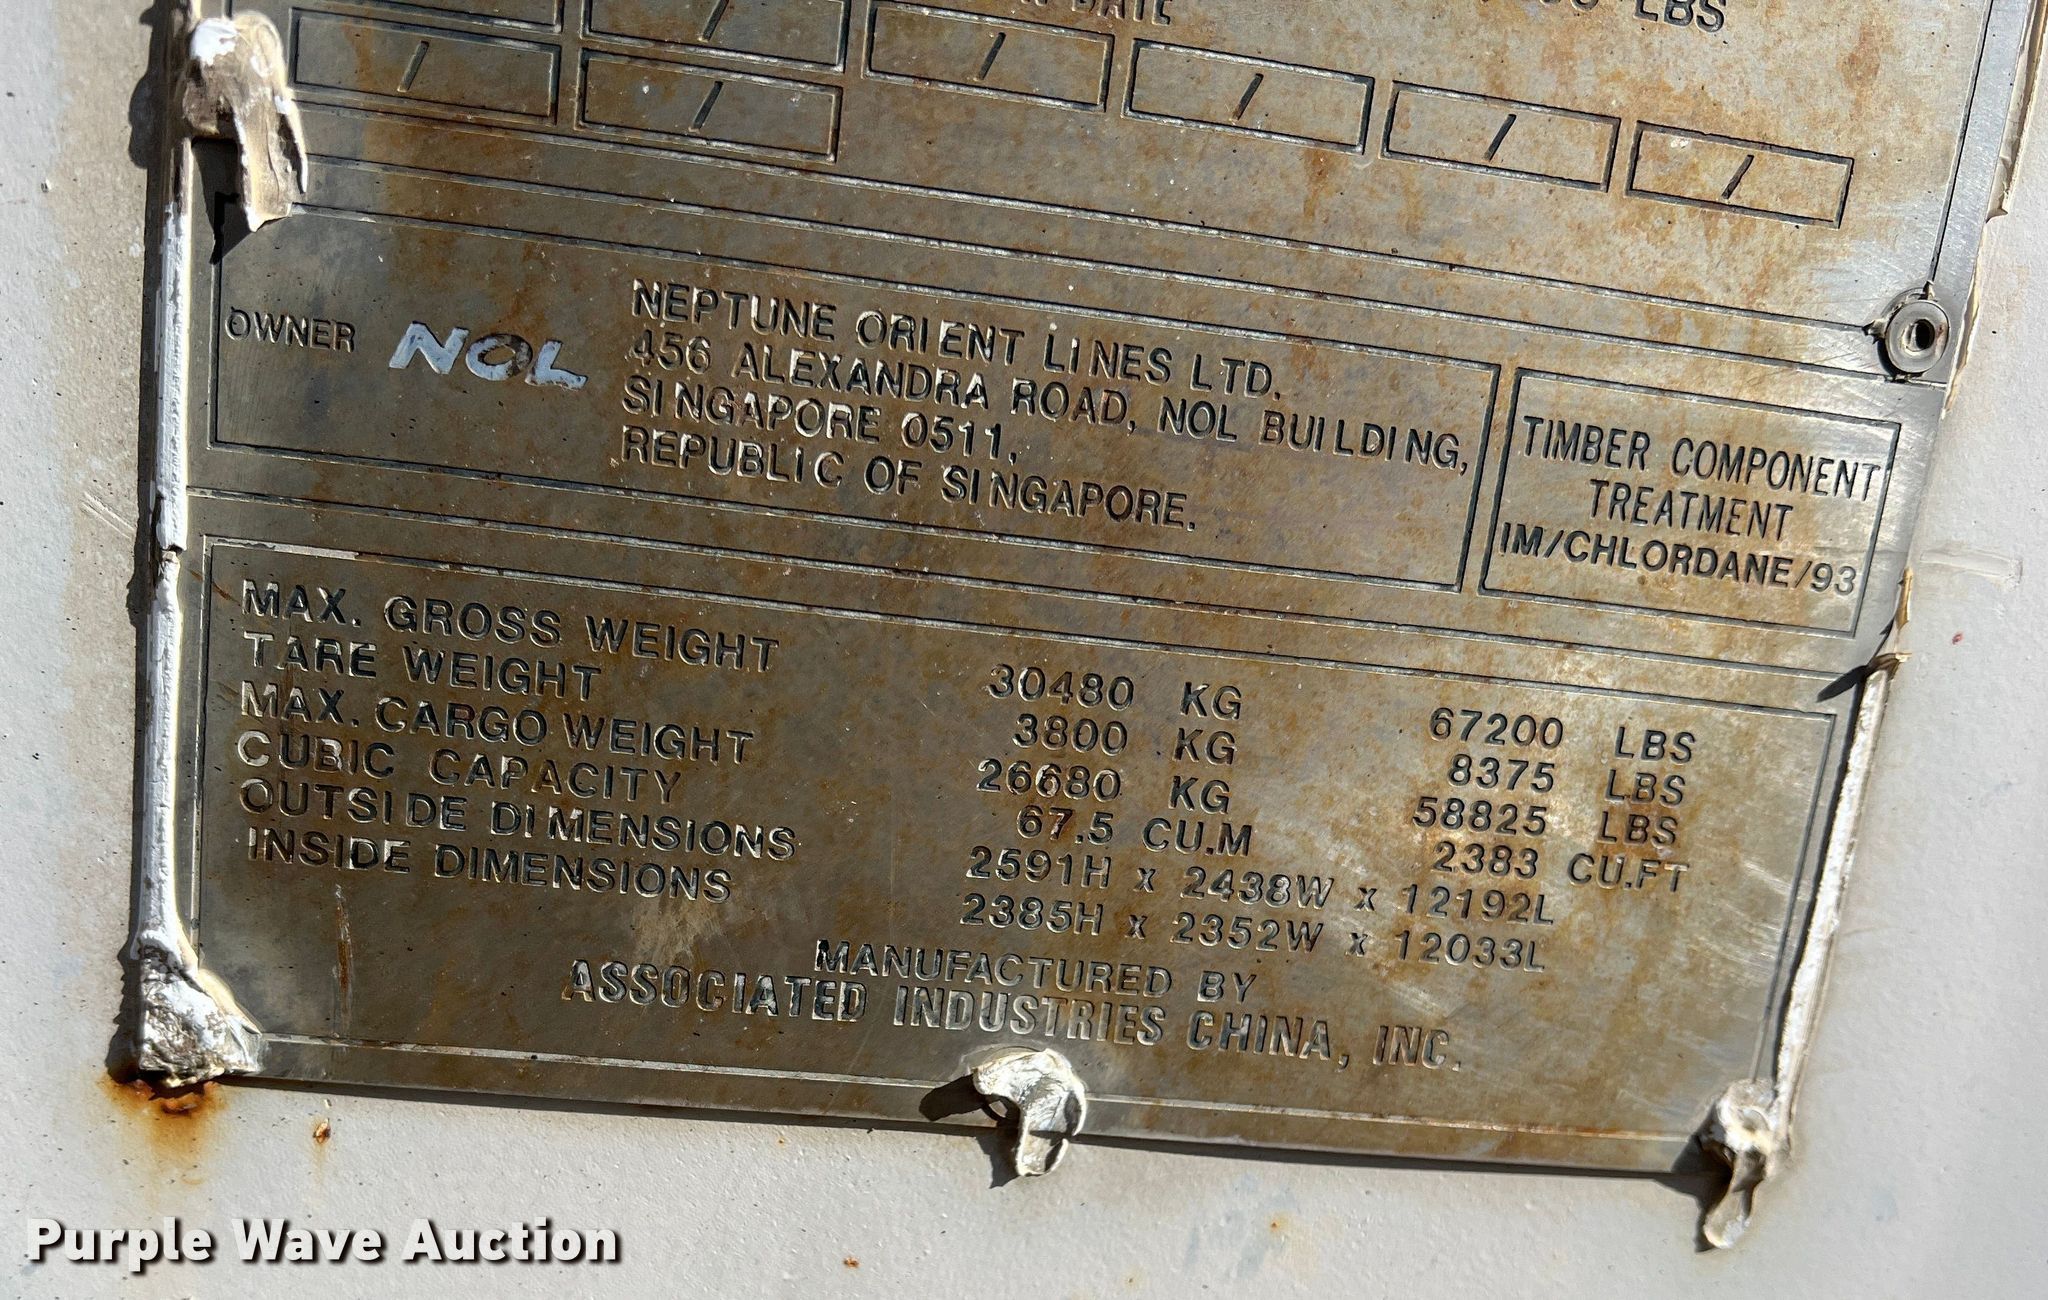 DATE
LBS
OWNER
NOL
NEPTUNE ORIENT LINES LTD.
456 ALEXANDRA ROAD, NOL BUILDING,
SINGAPORE 0511,
REPUBLIC OF SINGAPORE.
TIMBER COMPONENT
TREATMENT
IM/CHLORDANE/93
MAX. GROSS WEIGHT 30480 KG 67200 LBS
TARE WEIGHT 3800 KG 8375 LBS
MAX. CARGO WEIGHT 26680 KG 58825 LBS
CUBIC CAPACITY 67.5 CU.M 2383 CU.FT
OUTSIDE DIMENSIONS 2591H x 2438W x 12192L
INSIDE DIMENSIONS 2385H x 2352W x 12033L
MANUFACTURED BY
ASSOCIATED INDUSTRIES CHINA, INC.
Purple Wave Auction